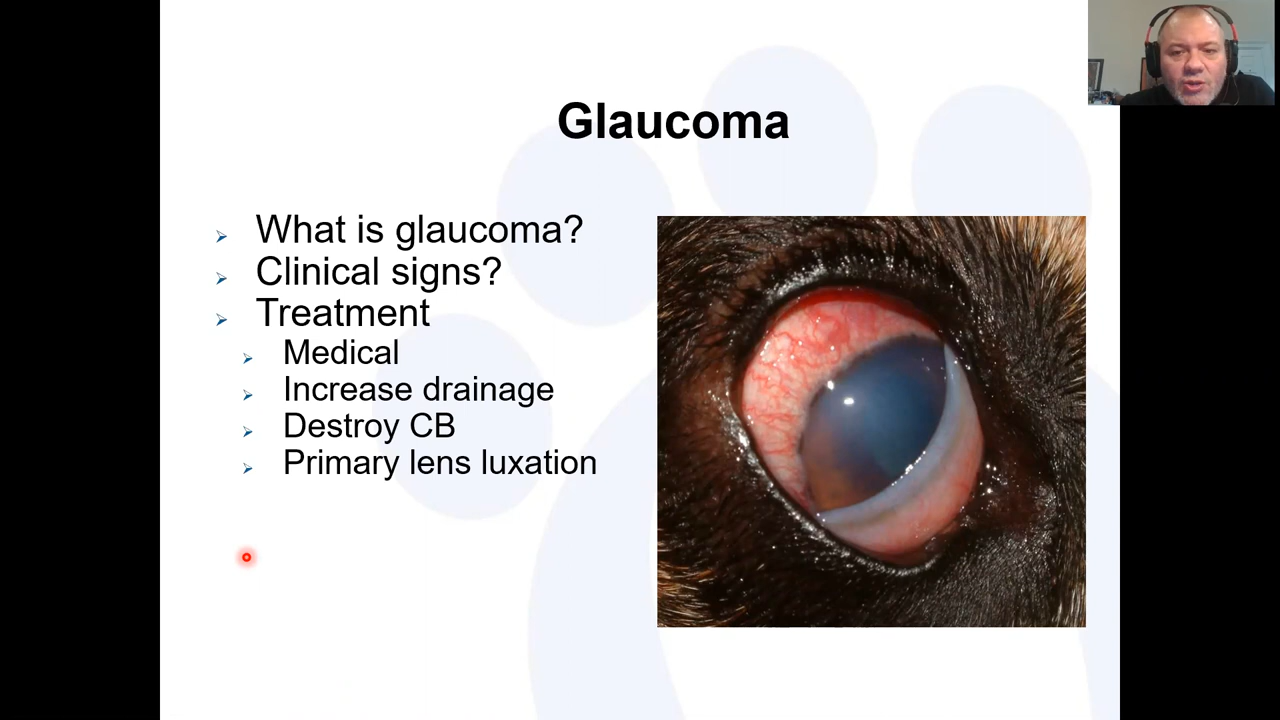 Glaucoma
What is glaucoma?
Clinical signs?
Treatment
Medical
Increase drainage
Destroy CB
Primary lens luxation